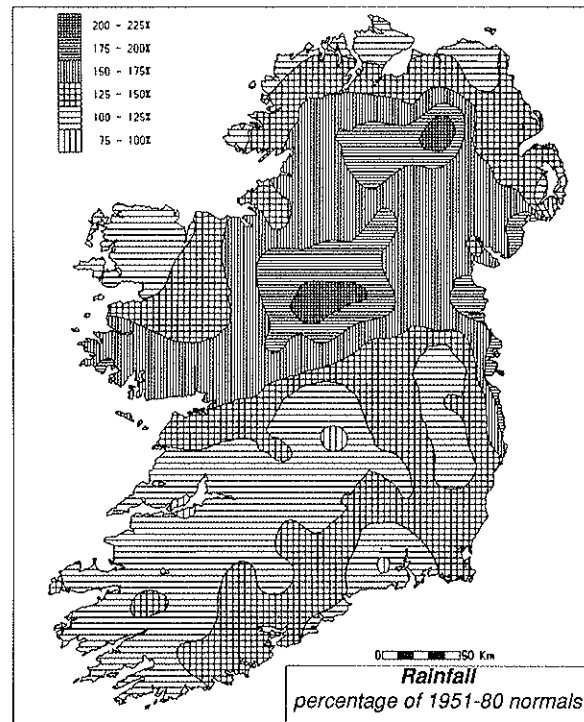 200 - 225%
175 - 200%
150 - 175%
125 - 150%
100 - 125%
75 - 100%
0 50 Km
Rainfall
percentage of 1951-80 normals